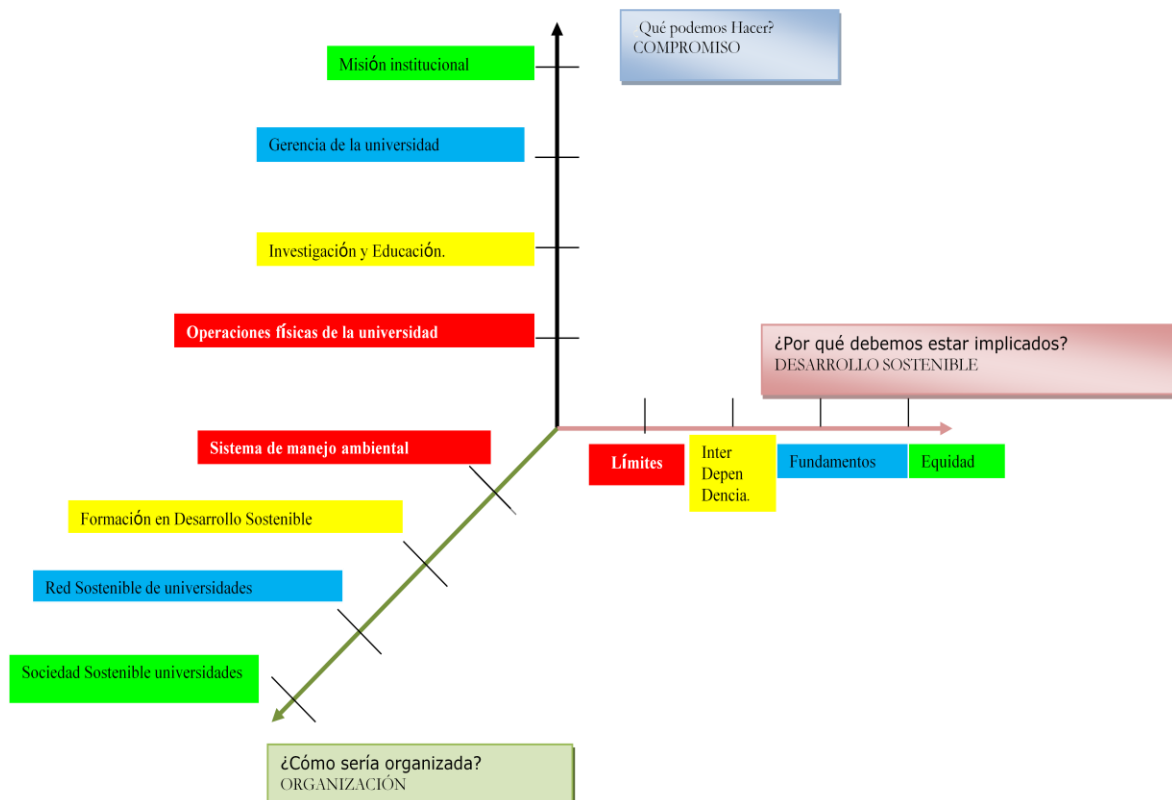 Qué podemos Hacer?
COMPROMISO
Misión institucional
Gerencia de la universidad
Investigación y Educación.
Operaciones físicas de la universidad
¿Por qué debemos estar implicados?
DESARROLLO SOSTENIBLE
Sistema de manejo ambiental
Límites
Inter
Depen
Dencia.
Fundamentos
Equidad
Formación en Desarrollo Sostenible
Red Sostenible de universidades
Sociedad Sostenible universidades
¿Cómo sería organizada?
ORGANIZACIÓN